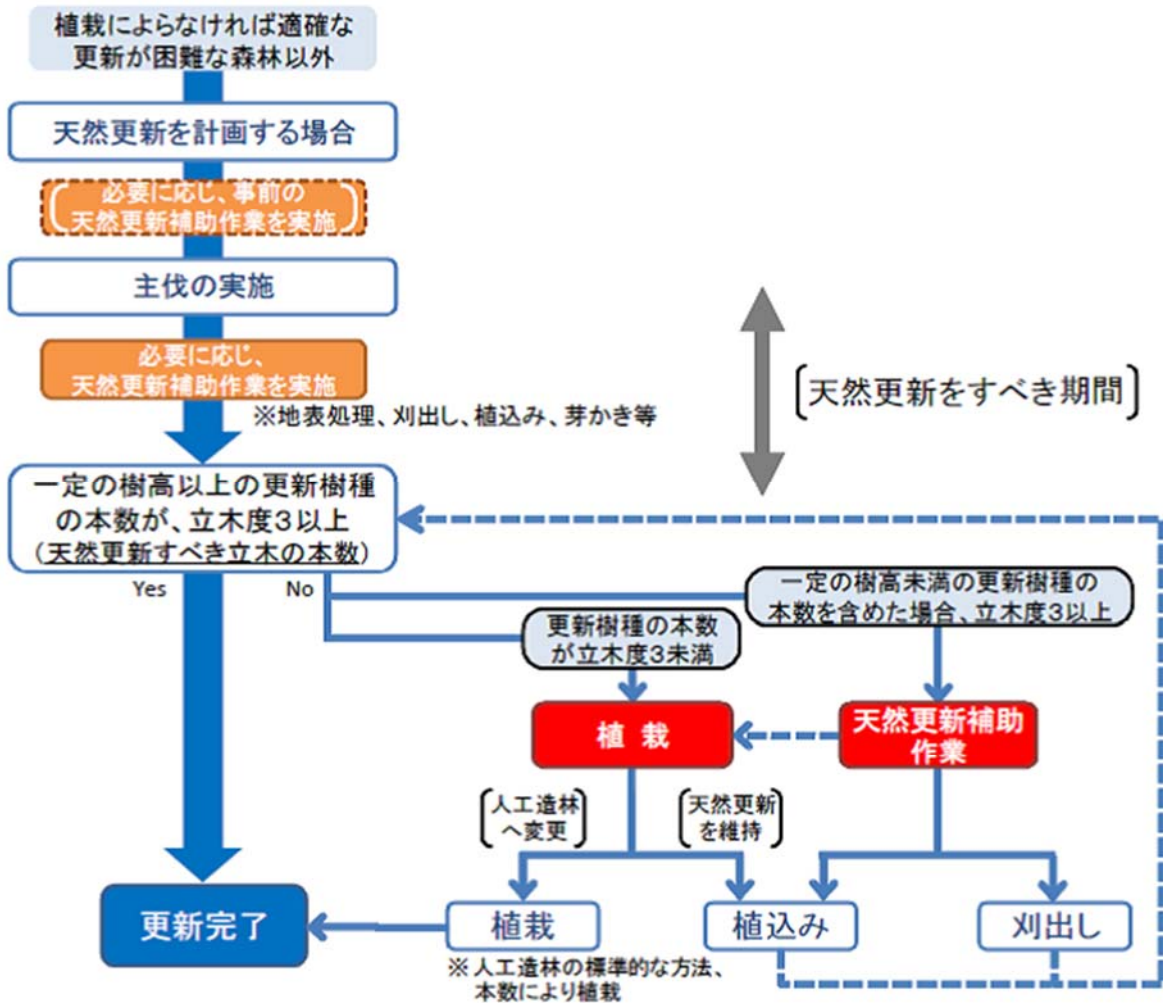 植栽によらなければ適確な
更新が困難な森林以外
天然更新を計画する場合
必要に応じ、事前の
天然更新補助作業を実施
主伐の実施
必要に応じ、
天然更新補助作業を実施
※地表処理、刈出し、植込み、芽かき等
天然更新をすべき期間
一定の樹高以上の更新樹種
の本数が、立木度3以上
(天然更新すべき立木の本数)
Yes
No
一定の樹高未満の更新樹種の
本数を含めた場合、立木度3以上
更新樹種の本数
が立木度3未満
植 栽
天然更新補助
作業
人工造林
へ変更
天然更新
を維持
更新完了
植栽
植込み
刈出し
※人工造林の標準的な方法、
本数により植栽